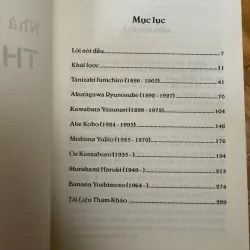 Mục lục
Lời nói đầu 7
Khái lược 11
Tanizaki Junichiro (1886 - 1965) 41
Akutagawa Ryunosuke (1892 - 1927) 70
Kawabata Yasunari (1899 - 1972) 104
Abe Kobo (1924 - 1993) 146
Mishima Yukio (1925 - 1970) 176
Oe Kenzaburo (1935 - ) 194
Murakami Haruki (1949 - ) 213
Banana Yoshimoto (1964 - ) 274
Tài Liệu Tham Khảo 299